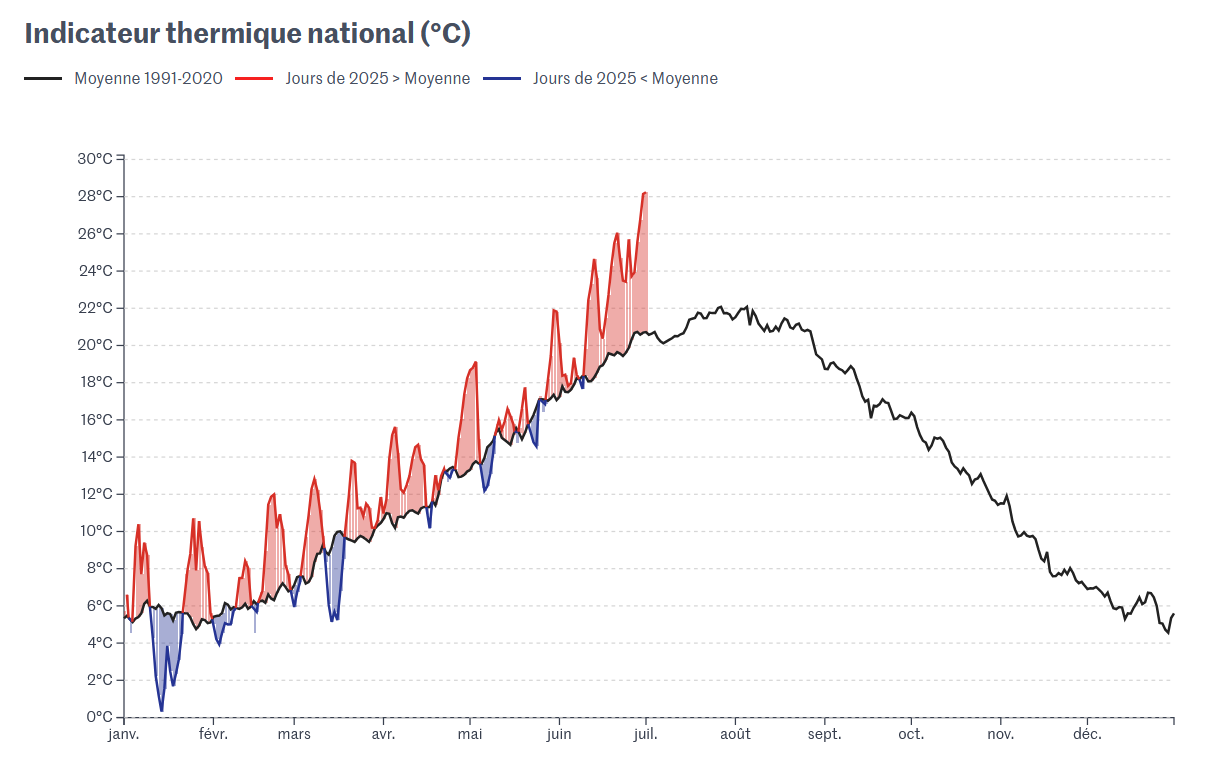 Indicateur thermique national (°C)
Moyenne 1991-2020 Jours de 2025 > Moyenne Jours de 2025 < Moyenne
30°C
28°C
26°C
24°C
22°C
20°C
18°C
16°C
14°C
12°C
10°C
8°C
6°C
4°C
2°C
0°C
janv. févr. mars avr. mai juin juil. août sept. oct. nov. déc.